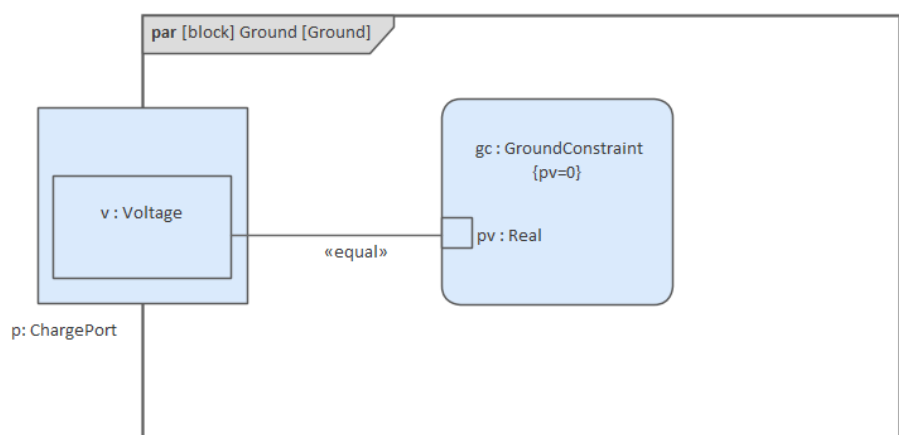 par [block] Ground [Ground]
gc : GroundConstraint
{pv=0}
v : Voltage
pv : Real
«equal»
p: ChargePort